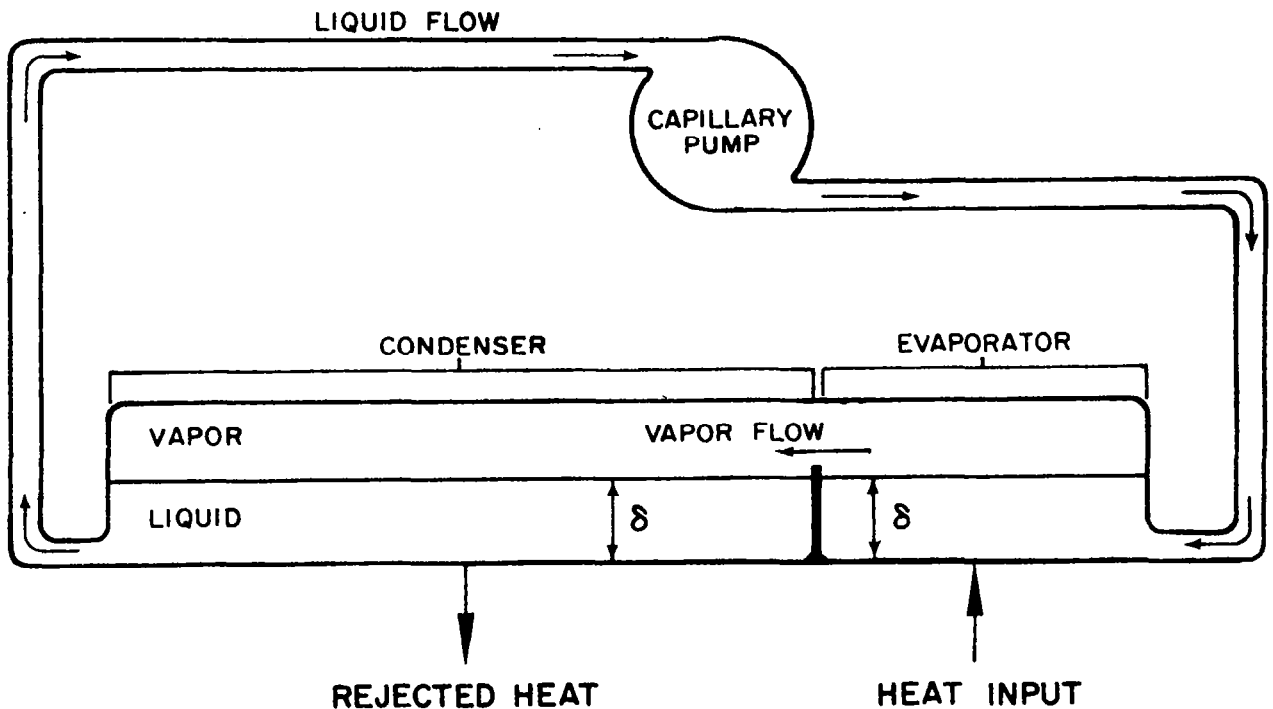 LIQUID FLOW
CAPILLARY
PUMP
CONDENSER
EVAPORATOR
VAPOR
VAPOR FLOW
LIQUID
δ
δ
REJECTED HEAT
HEAT INPUT